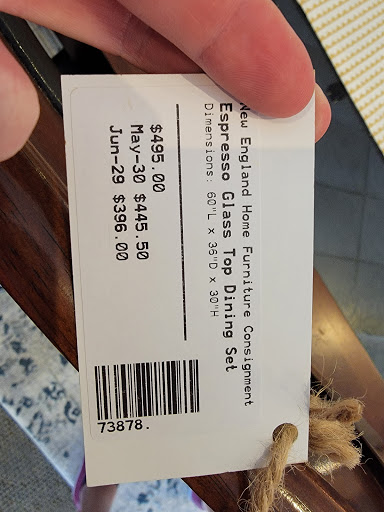 New England Home Furniture Consignment
Espresso Glass Top Dining Set
Dimensions: 60"L x 36"D x 30"H
$495.00
May-30 $445.50
Jun-29 $396.00
73878.